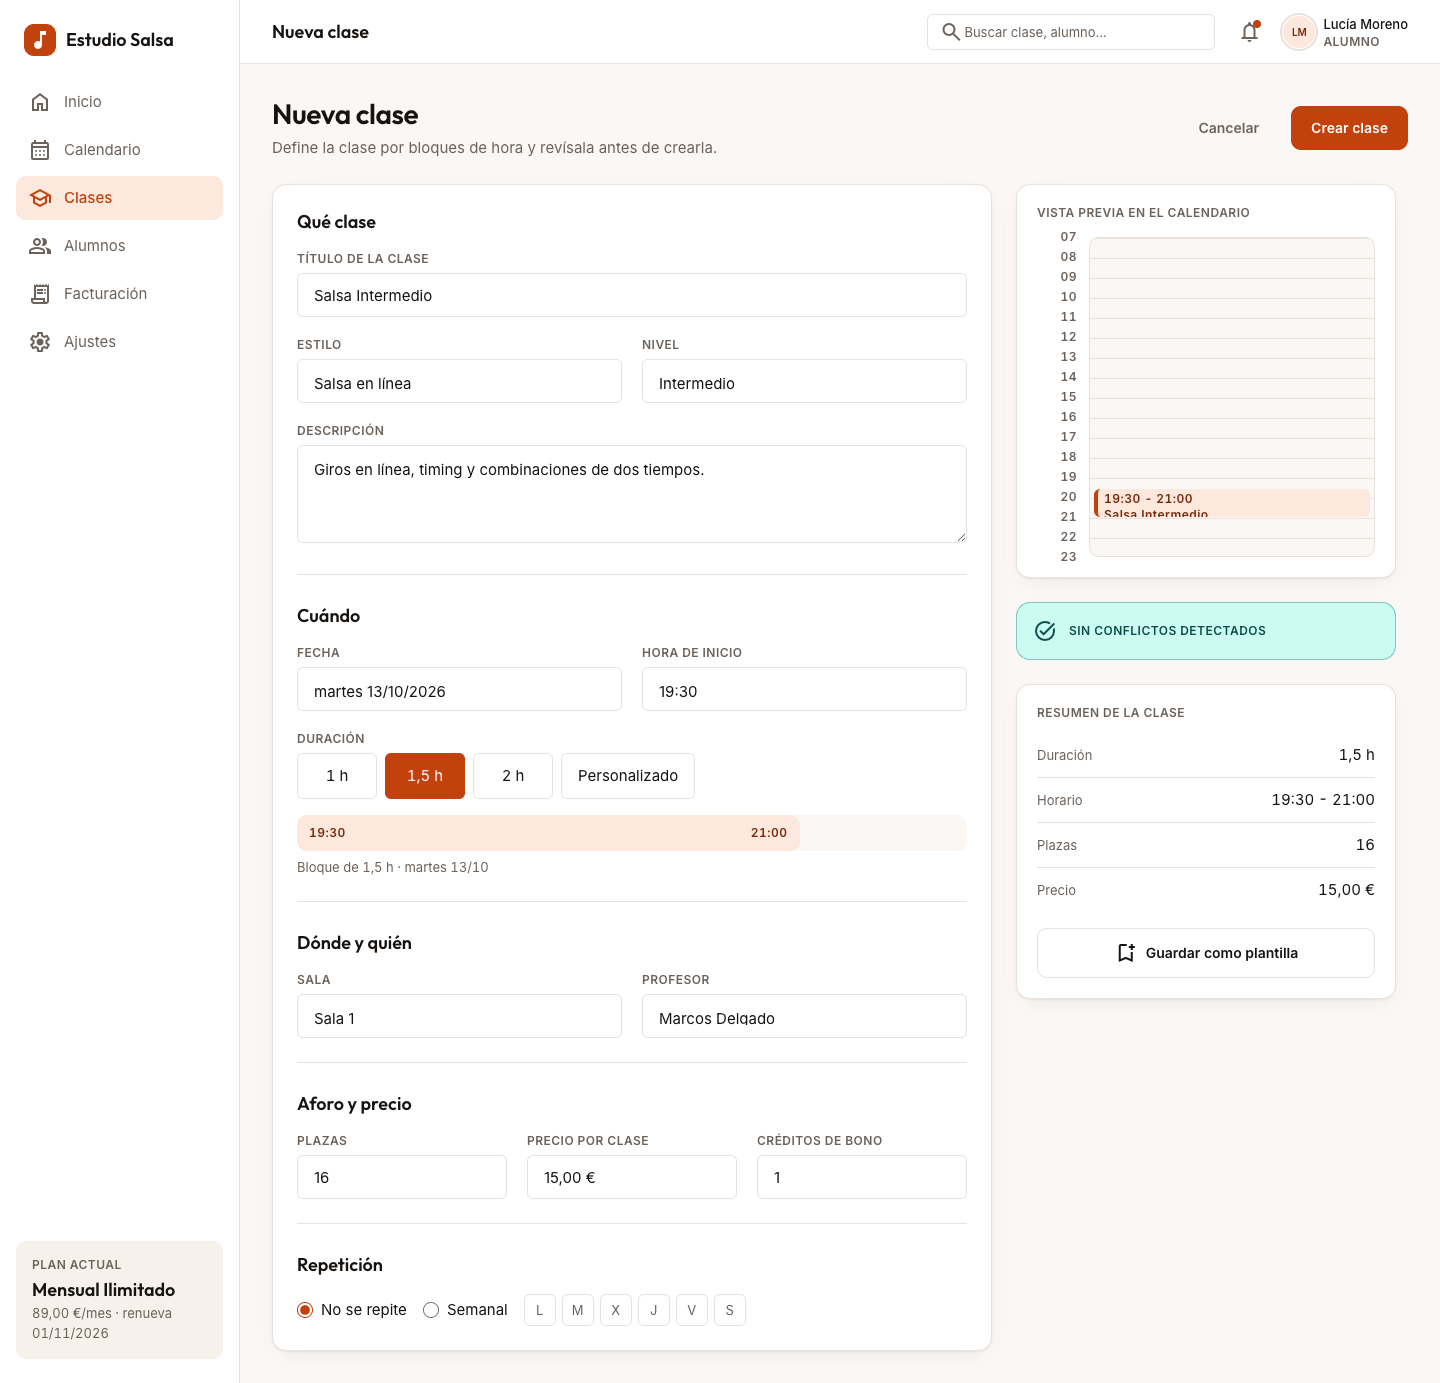 Estudio Salsa
Inicio
Calendario
Clases
Alumnos
Facturación
Ajustes
PLAN ACTUAL
Mensual Ilimitado
89,00 €/mes · renueva
01/11/2026
Nueva clase
Buscar clase, alumno...
LM
Lucía Moreno
ALUMNO
Nueva clase
Define la clase por bloques de hora y revísala antes de crearla.
Cancelar
Crear clase
Qué clase
TÍTULO DE LA CLASE
Salsa Intermedio
ESTILO
NIVEL
Salsa en línea
Intermedio
DESCRIPCIÓN
Giros en línea, timing y combinaciones de dos tiempos.
Cuándo
FECHA
HORA DE INICIO
martes 13/10/2026
19:30
DURACIÓN
1 h
1,5 h
2 h
Personalizado
19:30
21:00
Bloque de 1,5 h · martes 13/10
Dónde y quién
SALA
PROFESOR
Sala 1
Marcos Delgado
Aforo y precio
PLAZAS
PRECIO POR CLASE
CRÉDITOS DE BONO
16
15,00 €
1
Repetición
No se repite
Semanal
L
M
X
J
V
S
VISTA PREVIA EN EL CALENDARIO
07
08
09
10
11
12
13
14
15
16
17
18
19
20
21
22
23
19:30 - 21:00
Salsa Intermedio
SIN CONFLICTOS DETECTADOS
RESUMEN DE LA CLASE
Duración
1,5 h
Horario
19:30 - 21:00
Plazas
16
Precio
15,00 €
Guardar como plantilla